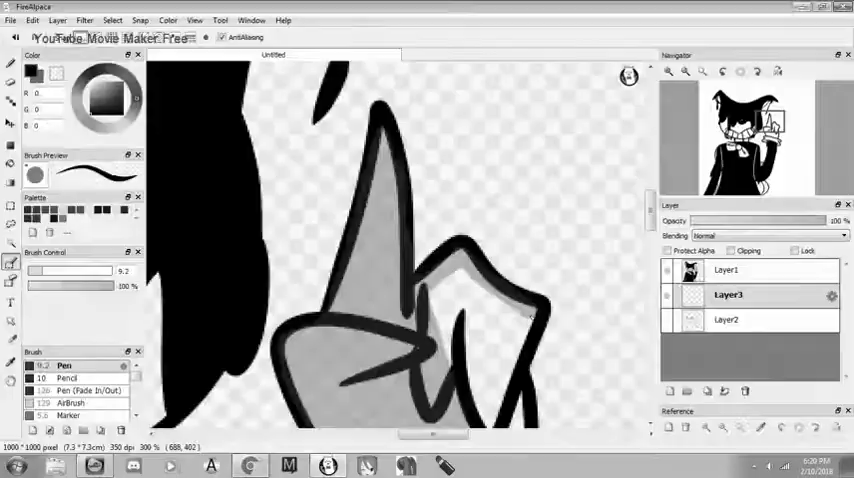 FireAlpaca
File Edit Layer Filter Select Snap Color View Tool Window Help
YouTube Movie Maker Free
AntiAliasing
Untitled
Color
R 0
G 0
B 0
Brush Preview
Palette
Brush Control
9.2
100 %
Brush
9.2 Pen
10 Pencil
126 Pen (Fade In/Out)
129 AirBrush
5.6 Marker
Navigator
Layer
Opacity 100 %
Blending Normal
Protect Alpha Clipping Lock
Layer1
Layer3
Layer2
Reference
1000 * 1000 pixel (7.3 * 7.3cm) 350 dpi 300 % (688, 402)
6:20 PM
2/10/2018